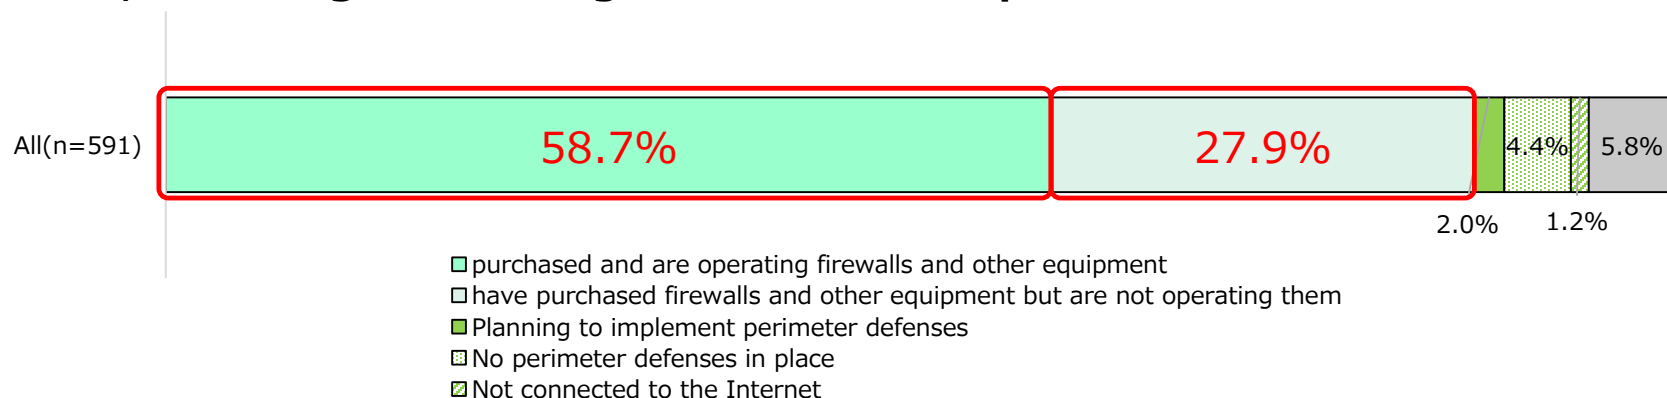 All(n=591)
58.7%
27.9%
4.4%
5.8%
2.0%
1.2%
purchased and are operating firewalls and other equipment
have purchased firewalls and other equipment but are not operating them
Planning to implement perimeter defenses
No perimeter defenses in place
Not connected to the Internet